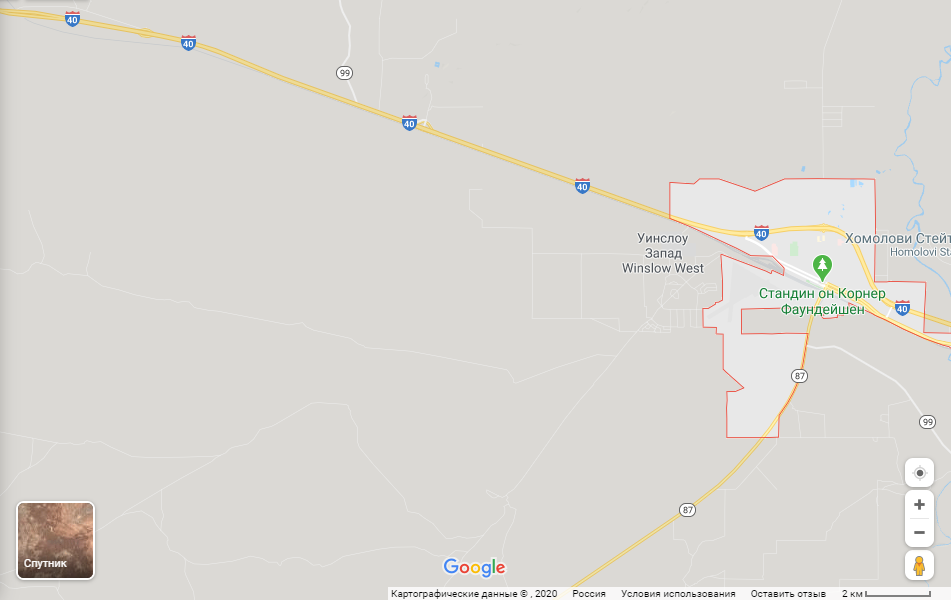 40
40
99
40
40
40
Уинслоу
Запад
Winslow West
Хомолови Стейт
Homolovi Sta
Стандин он Корнер
Фаундейшен
40
87
99
87
Спутник
Google
Картографические данные © , 2020 Россия Условия использования Оставить отзыв 2 км